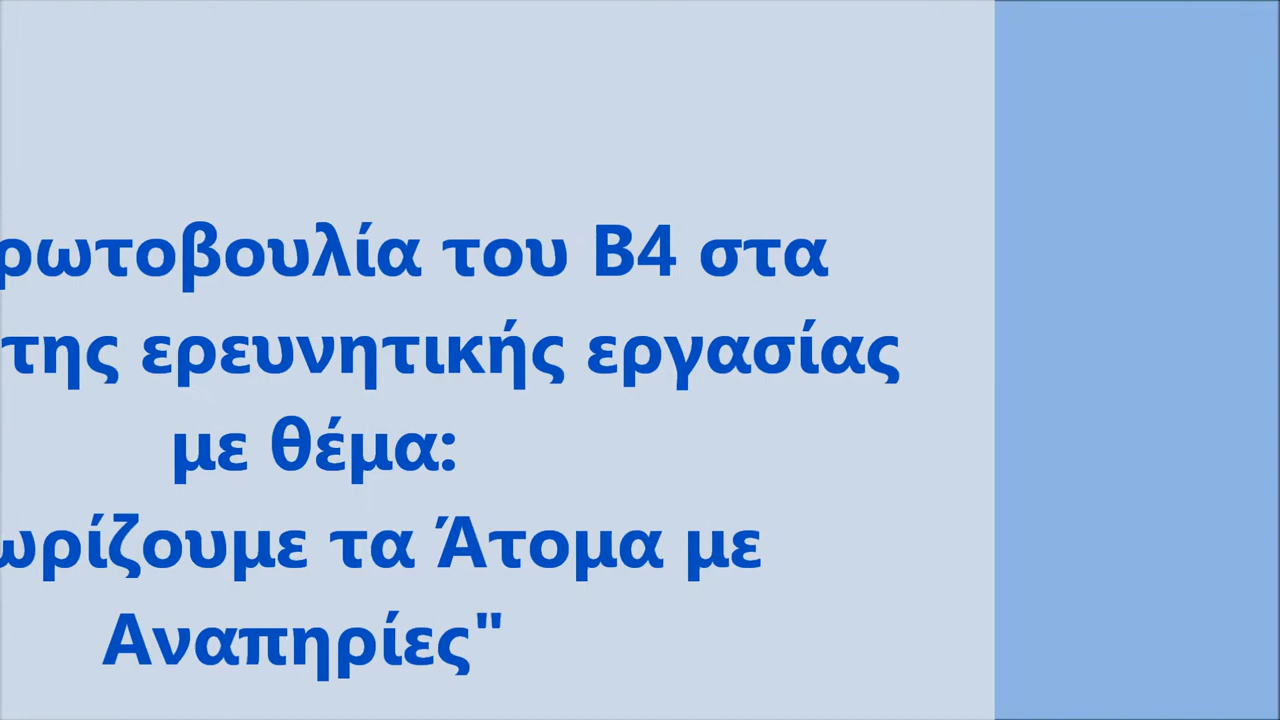 ρωτοβουλία του Β4 στα
της ερευνητικής εργασίας
με θέμα:
ωρίζουμε τα Άτομα με
Αναπηρίες"